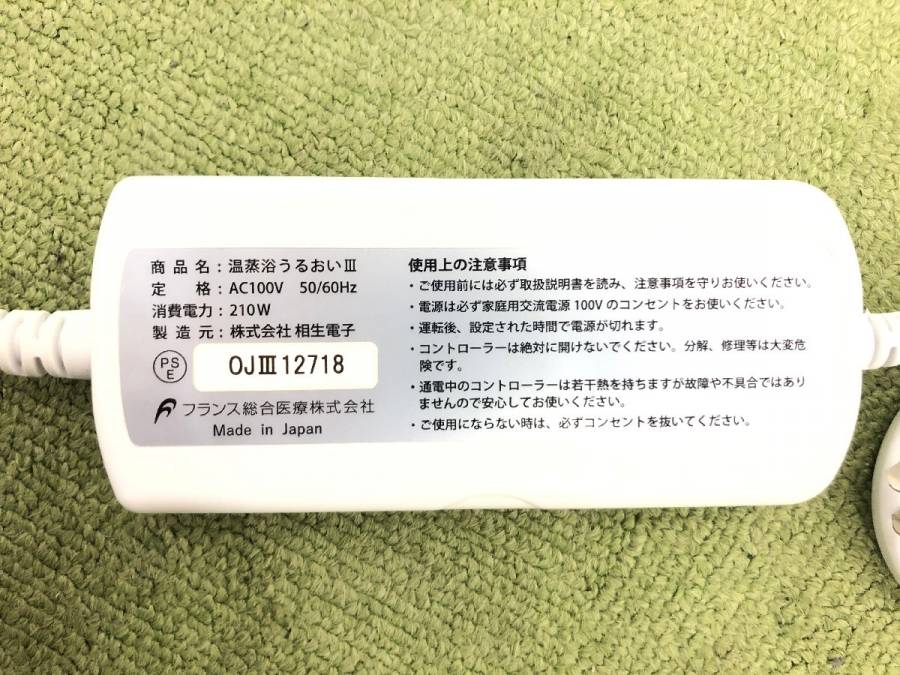 商品名：温蒸浴うるおいⅢ
定格：AC100V 50/60Hz
消費電力：210W
製造元：株式会社 相生電子
PS
E
OJⅢ12718
フランス総合医療株式会社
Made in Japan
使用上の注意事項
・ご使用前には必ず取扱説明書を読み、注意事項を守りお使いください。
・電源は必ず家庭用交流電源 100V のコンセントをお使いください。
・運転後、設定された時間で電源が切れます。
・コントローラーは絶対に開けないでください。分解、修理等は大変危
険です。
・通電中のコントローラーは若干熱を持ちますが故障や不具合ではあり
ませんので安心してお使いください。
・ご使用にならない時は、必ずコンセントを抜いてください。